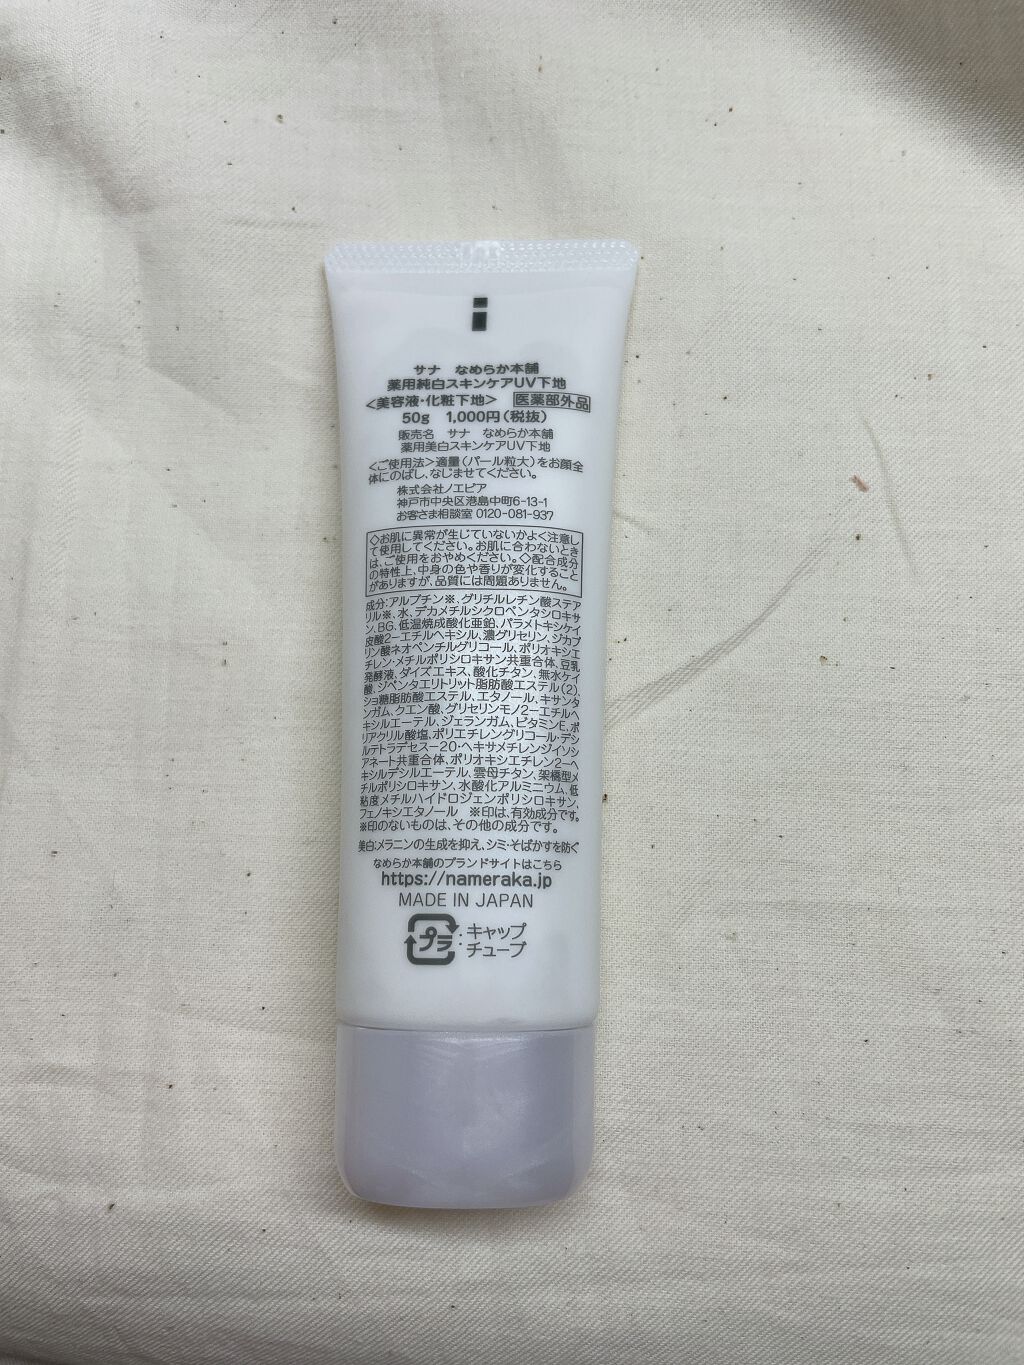 サナ なめらか本舗
薬用純白スキンケアUV下地
<美容液・化粧下地> 医薬部外品
50g 1,000円(税抜)
販売名 サナ なめらか本舗
薬用美白スキンケアUV下地
<ご使用法>適量(パール粒大)をお顔全
体にのばし、なじませてください。
株式会社ノエビア
神戸市中央区港島中町6-13-1
お客さま相談室 0120-081-937
◇お肌に異常が生じていないかよく注意し
て使用してください。お肌に合わないとき
は、ご使用をおやめください。◇配合成分
の特性上、中身の色や香りが変化すること
がありますが、品質には問題ありません。
成分:アルブチン※、グリチルレチン酸ステア
リル※、水、デカメチルシクロペンタシロキサ
ン、BG、低温焼成酸化亜鉛、パラメトキシケイ
皮酸2-エチルヘキシル、濃グリセリン、ジカプ
リン酸ネオペンチルグリコール、ポリオキシエ
チレン・メチルポリシロキサン共重合体、豆乳
発酵液、ダイズエキス、酸化チタン、無水ケイ
酸、ジペンタエリトリット脂肪酸エステル(2)、
ショ糖脂肪酸エステル、エタノール、キサンタ
ンガム、クエン酸、グリセリンモノ2-エチルヘ
キシルエーテル、ジェランガム、ビタミンE、ポ
リアクリル酸塩、ポリエチレングリコール・デシ
ルテトラデセス-20・ヘキサメチレンジイソシ
アネート共重合体、ポリオキシエチレン2-ヘ
キシルデシルエーテル、雲母チタン、架橋型メ
チルポリシロキサン、水酸化アルミニウム、低
粘度メチルハイドロジェンポリシロキサン、
フェノキシエタノール ※印は、有効成分です。
※印のないものは、その他の成分です。
美白:メラニンの生成を抑え、シミ・そばかすを防ぐ
なめらか本舗のブランドサイトはこちら
https://nameraka.jp
MADE IN JAPAN
プラ : キャップ
チューブ